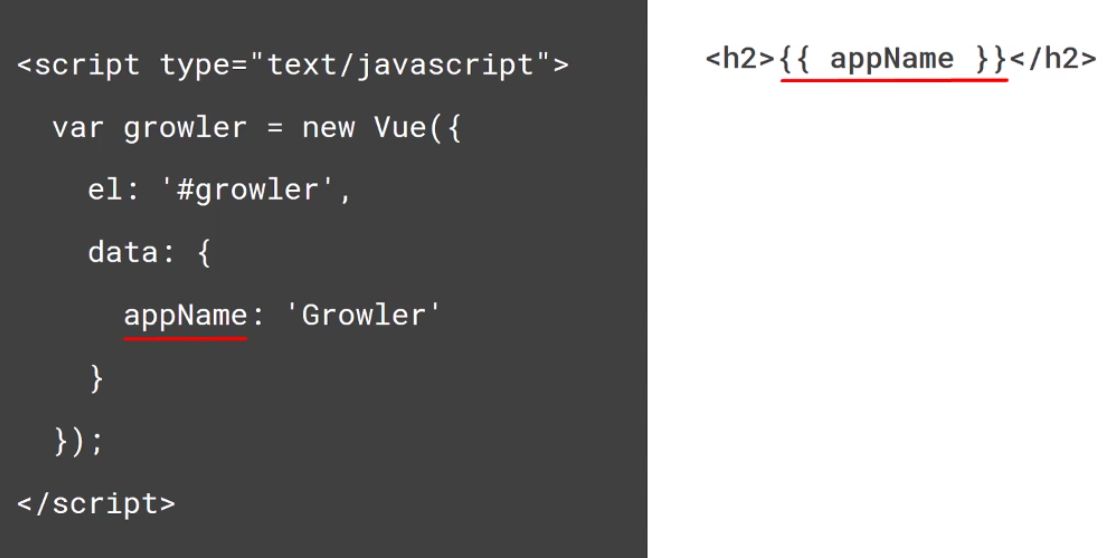 <script type="text/javascript">
  var growler = new Vue({
    el: '#growler',
    data: {
      appName: 'Growler'
    }
  });
</script>
<h2>{{ appName }}</h2>